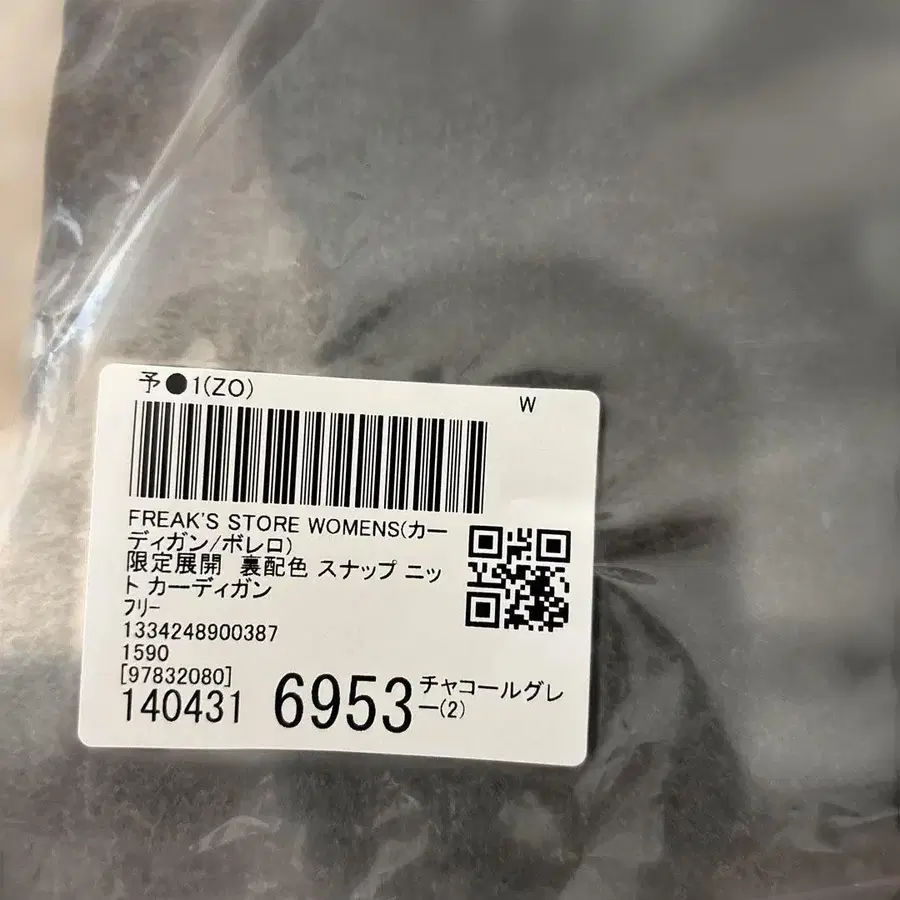 予●1(ZO)
W
FREAK'S STORE WOMENS(カー
ディガン/ボレロ)
限定展開 裏配色 スナップ ニッ
ト カーディガン
フリー
1334248900387
1590
[97832080]
140431 6953 チャコールグレ
ー(2)